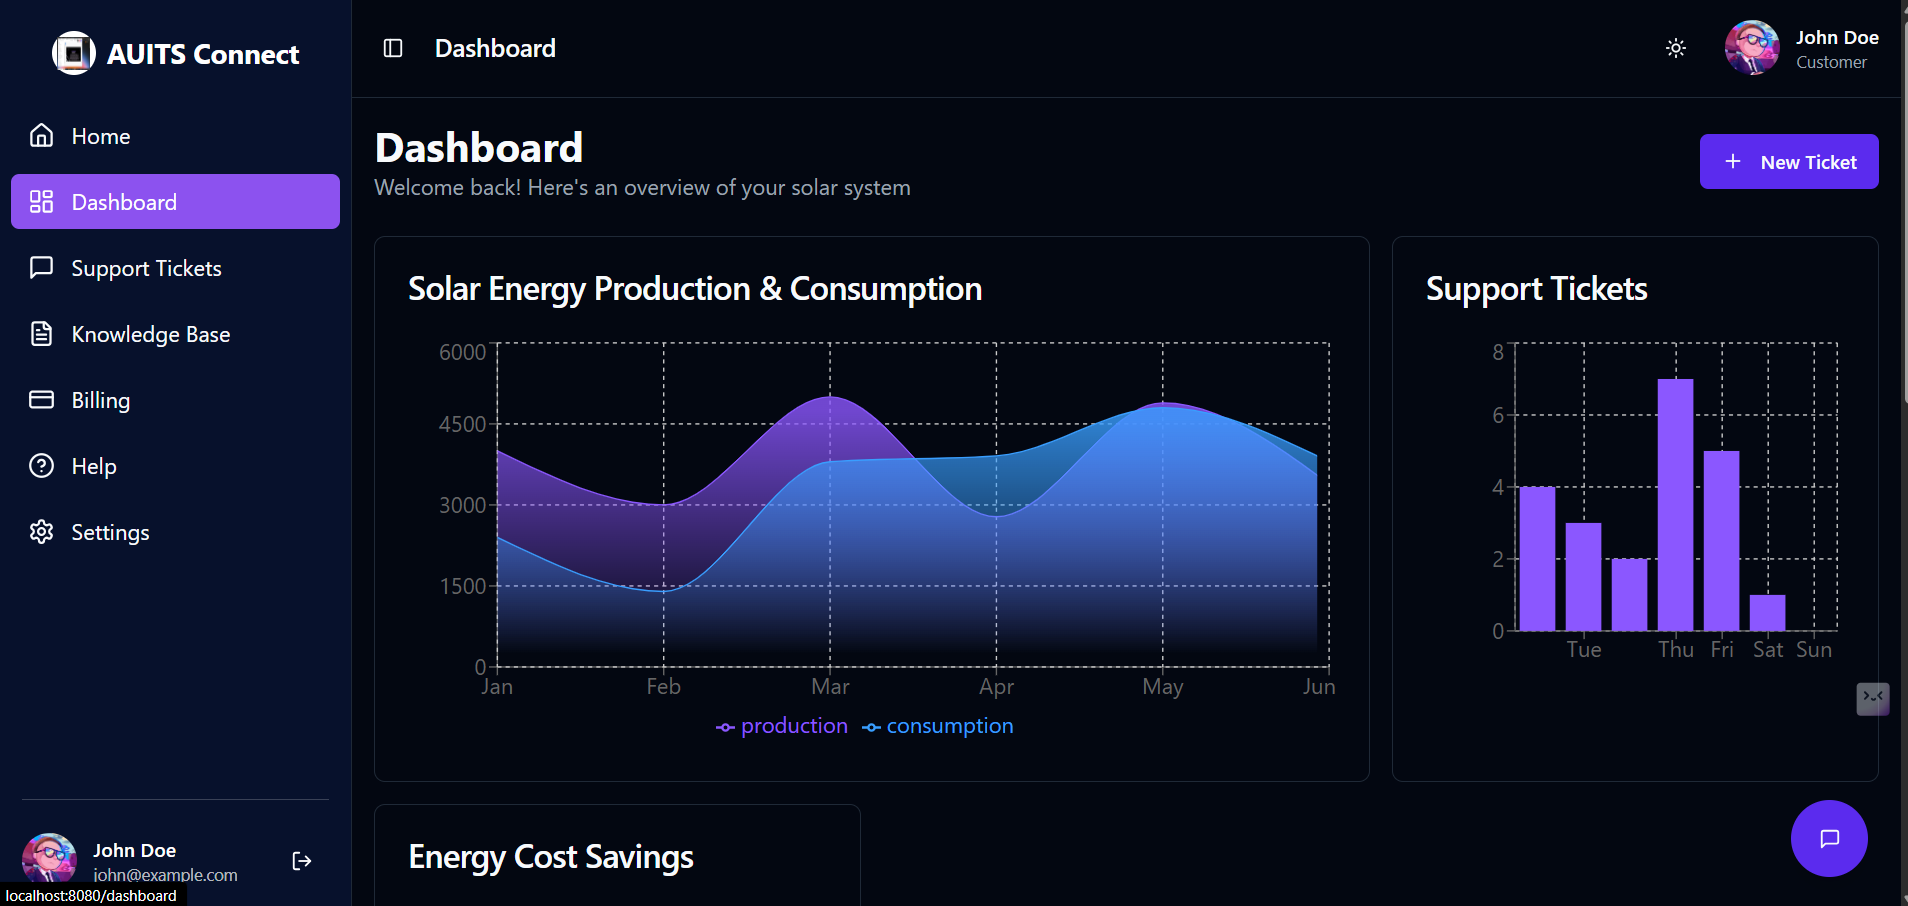 AUITS Connect
Home
Dashboard
Support Tickets
Knowledge Base
Billing
Help
Settings
John Doe
john@example.com
localhost:8080/dashboard
Dashboard
John Doe
Customer
Dashboard
Welcome back! Here's an overview of your solar system
New Ticket
Solar Energy Production & Consumption
6000
4500
3000
1500
0
Jan Feb Mar Apr May Jun
production consumption
Support Tickets
8
6
4
2
0
Tue Thu Fri Sat Sun
Energy Cost Savings